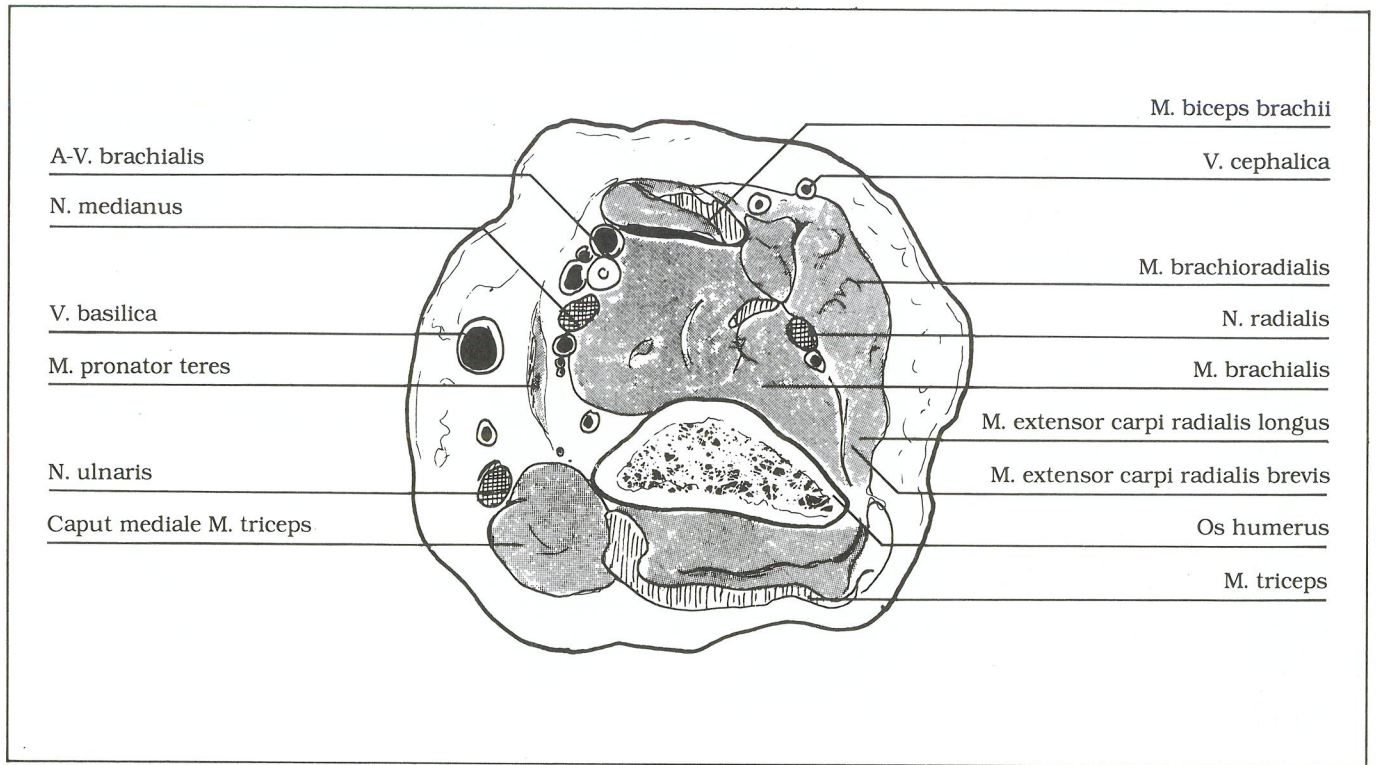 A-V. brachialis
N. medianus
V. basilica
M. pronator teres
N. ulnaris
Caput mediale M. triceps
M. biceps brachii
V. cephalica
M. brachioradialis
N. radialis
M. brachialis
M. extensor carpi radialis longus
M. extensor carpi radialis brevis
Os humerus
M. triceps